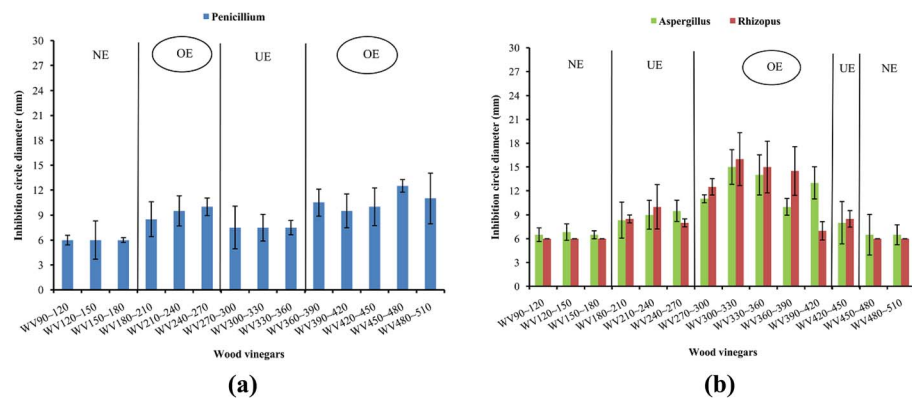 Penicillium
Inhibition circle diameter (mm)
30
27
24
21
18
15
12
9
6
3
0
NE
OE
UE
OE
WV90–120
WV120–150
WV150–180
WV180–210
WV210–240
WV240–270
WV270–300
WV300–330
WV330–360
WV360–390
WV390–420
WV420–450
WV450–480
WV480–510
Wood vinegars
(a)
Aspergillus Rhizopus
Inhibition circle diameter (mm)
30
27
24
21
18
15
12
9
6
3
0
NE
UE
OE
UE
NE
WV90–120
WV120–150
WV150–180
WV180–210
WV210–240
WV240–270
WV270–300
WV300–330
WV330–360
WV360–390
WV390–420
WV420–450
WV450–480
WV480–510
Wood vinegars
(b)